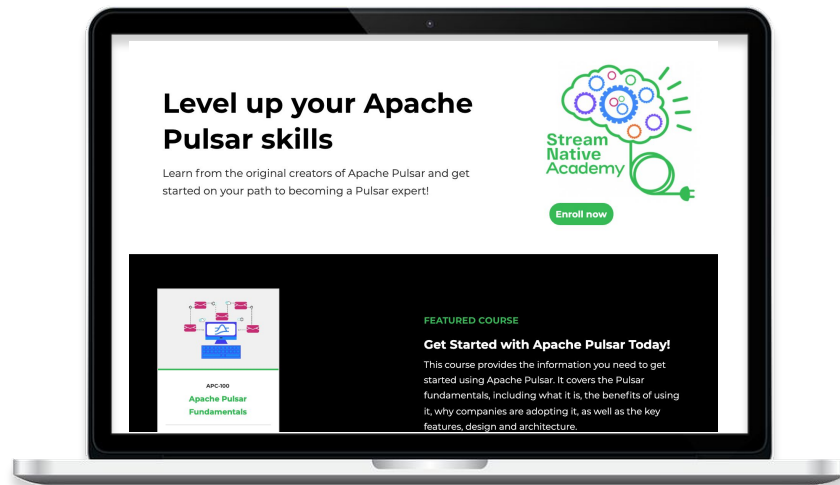 Level up your Apache
Pulsar skills
Learn from the original creators of Apache Pulsar and get
started on your path to becoming a Pulsar expert!
Stream
Native
Academy
Enroll now
APC-100
Apache Pulsar
Fundamentals
FEATURED COURSE
Get Started with Apache Pulsar Today!
This course provides the information you need to get
started using Apache Pulsar. It covers the Pulsar
fundamentals, including what it is, the benefits of using
it, why companies are adopting it, as well as the key
features, design and architecture.